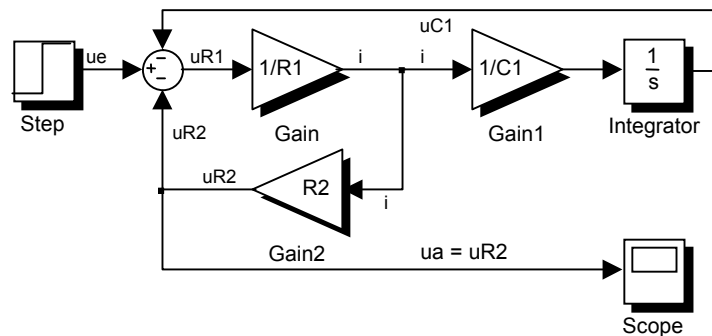 uC1
ue
uR1
1/R1
i
i
1/C1
1
s
+
−
−
Step
Gain
Gain1
Integrator
uR2
uR2
R2
i
Gain2
ua = uR2
Scope